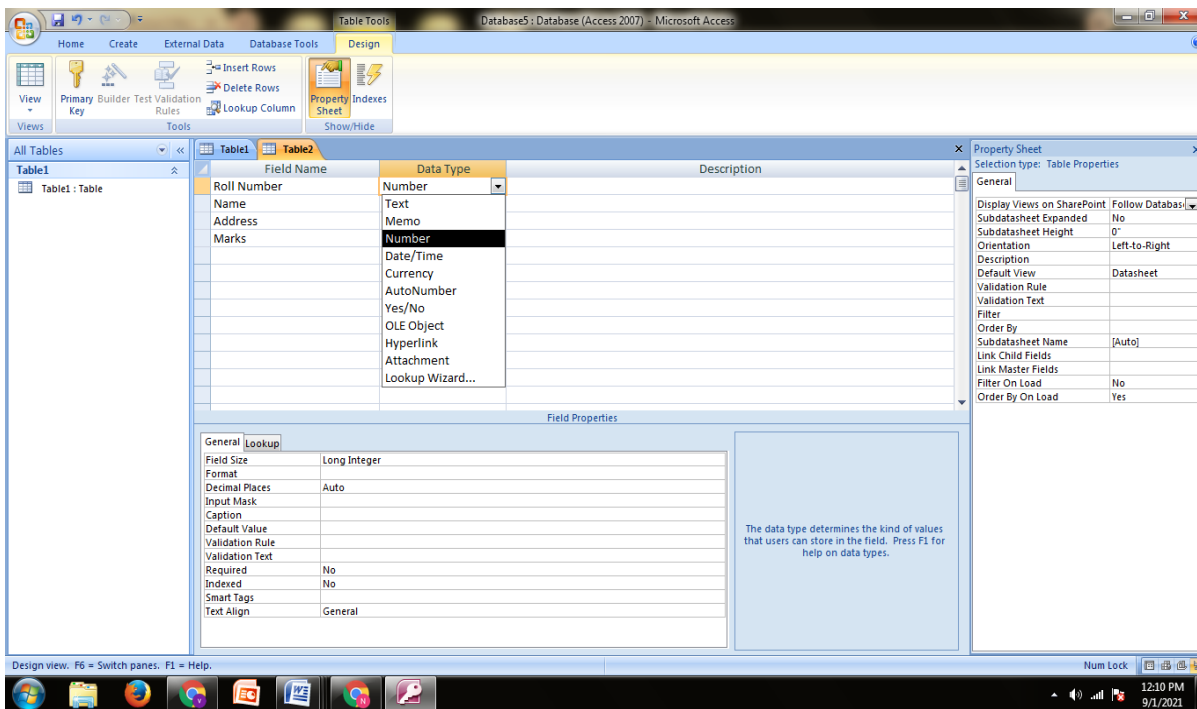 Table Tools
Database5 : Database (Access 2007) - Microsoft Access
Home Create External Data Database Tools Design
View
Primary Key
Builder
Test Validation Rules
Insert Rows
Delete Rows
Lookup Column
Property Sheet
Indexes
Views
Tools
Show/Hide
All Tables
Table1
Table1 : Table
Table1 Table2
Field Name Data Type Description
Roll Number Number
Name
Address
Marks
Text
Memo
Number
Date/Time
Currency
AutoNumber
Yes/No
OLE Object
Hyperlink
Attachment
Lookup Wizard...
Field Properties
General Lookup
Field Size Long Integer
Format
Decimal Places Auto
Input Mask
Caption
Default Value
Validation Rule
Validation Text
Required No
Indexed No
Smart Tags
Text Align General
The data type determines the kind of values
that users can store in the field. Press F1 for
help on data types.
Property Sheet
Selection type: Table Properties
General
Display Views on SharePoint Follow Databas
Subdatasheet Expanded No
Subdatasheet Height 0"
Orientation Left-to-Right
Description
Default View Datasheet
Validation Rule
Validation Text
Filter
Order By
Subdatasheet Name [Auto]
Link Child Fields
Link Master Fields
Filter On Load No
Order By On Load Yes
Design view. F6 = Switch panes. F1 = Help.
Num Lock
12:10 PM
9/1/2021